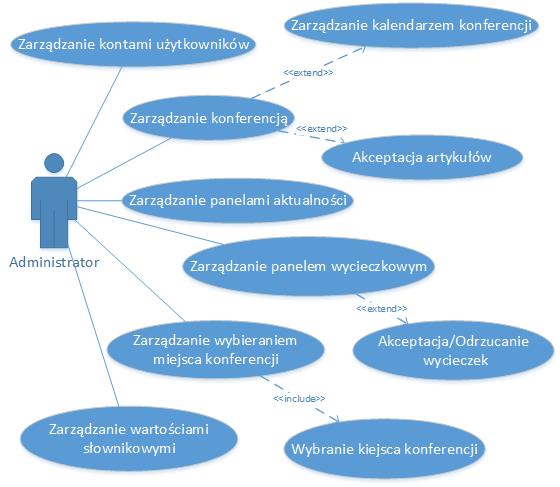 Zarządzanie kalendarzem konferencji
Zarządzanie kontami użytkowników
<<extend>>
Zarządzanie konferencją
<<extend>>
Akceptacja artykułów
Zarządzanie panelami aktualności
Administrator
Zarządzanie panelem wycieczkowym
<<extend>>
Zarządzanie wybieraniem
miejsca konferencji
Akceptacja/Odrzucanie
wycieczek
<<include>>
Zarządzanie wartościami
słownikowymi
Wybranie kiejsca konferencji